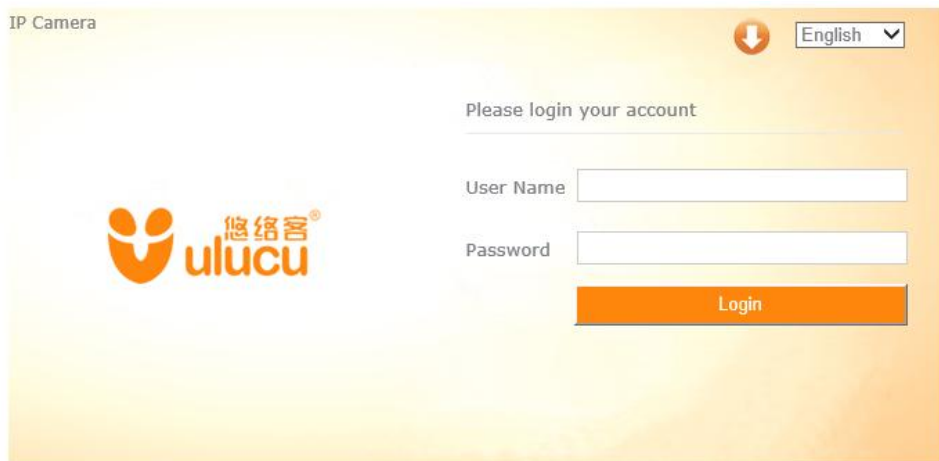 IP Camera
English
Please login your account
User Name
悠络客®
ulucu
Password
Login